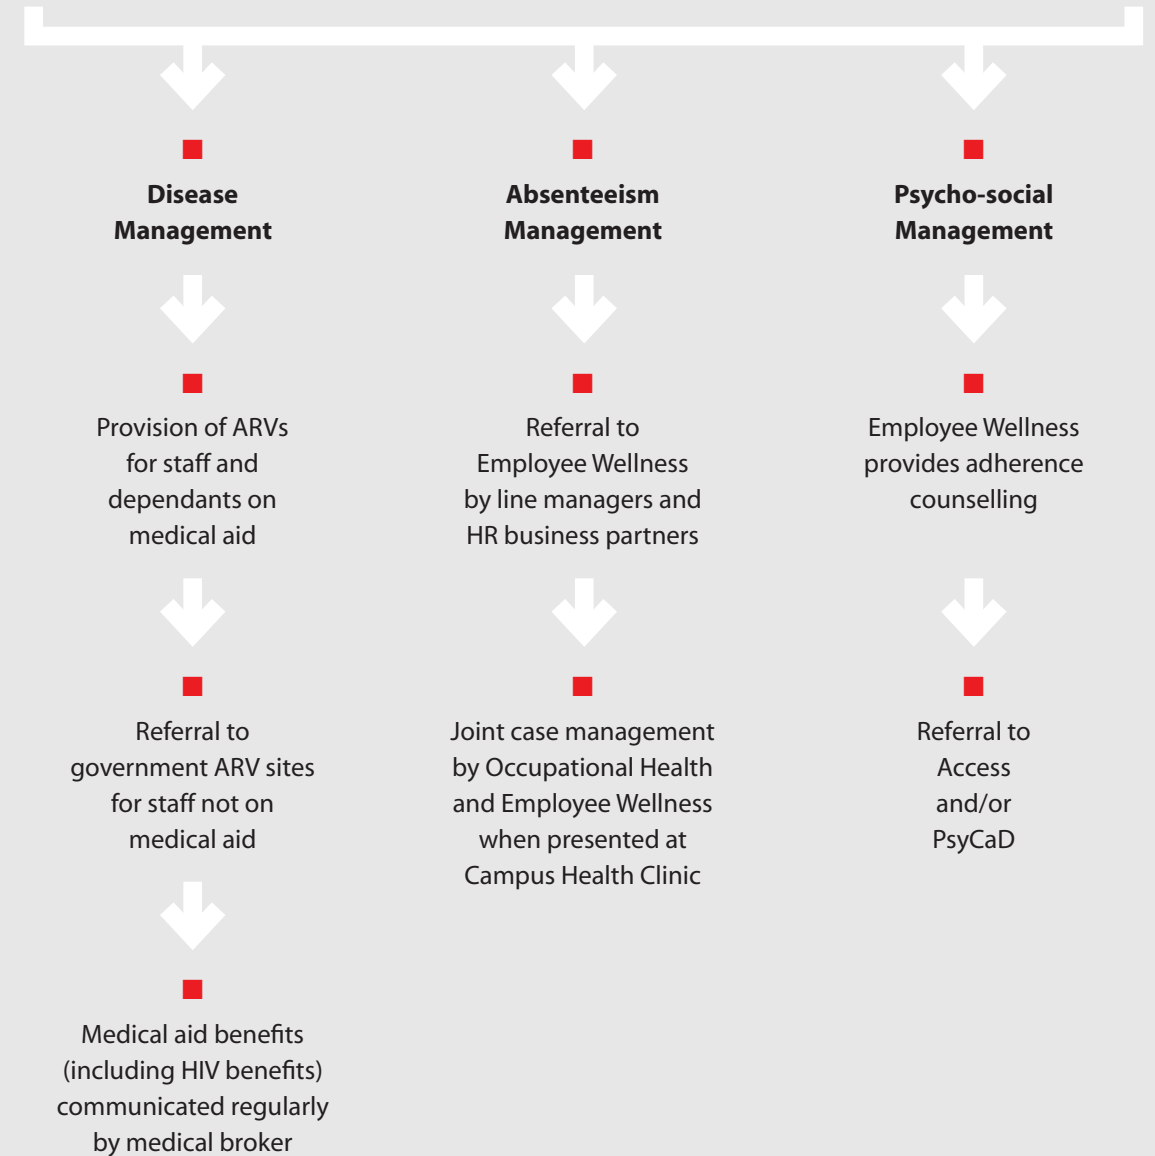 Disease
Management
Absenteeism
Management
Psycho-social
Management
Provision of ARVs
for staff and
dependants on
medical aid
Referral to
Employee Wellness
by line managers and
HR business partners
Employee Wellness
provides adherence
counselling
Referral to
government ARV sites
for staff not on
medical aid
Joint case management
by Occupational Health
and Employee Wellness
when presented at
Campus Health Clinic
Referral to
Access
and/or
PsyCaD
Medical aid benefits
(including HIV benefits)
communicated regularly
by medical broker